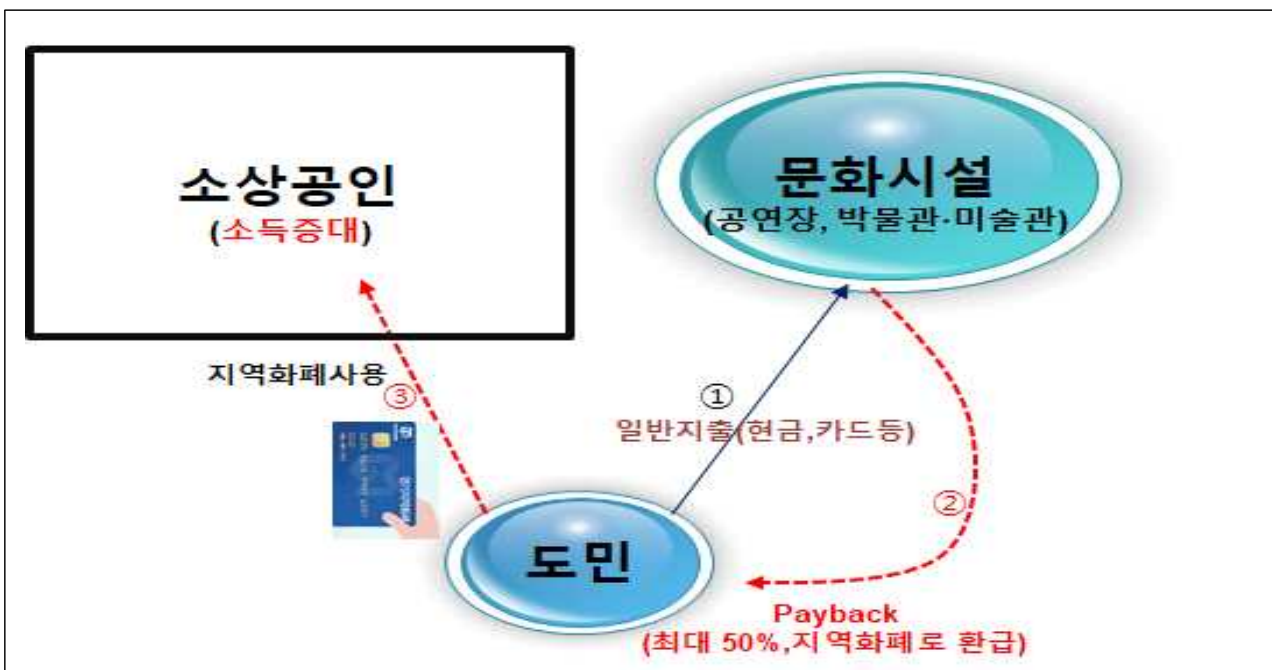 소상공인
(소득증대)
문화시설
(공연장, 박물관·미술관)
지역화폐사용
③
①
일반지출(현금,카드등)
②
도민
Payback
(최대 50%,지역화폐로 환급)